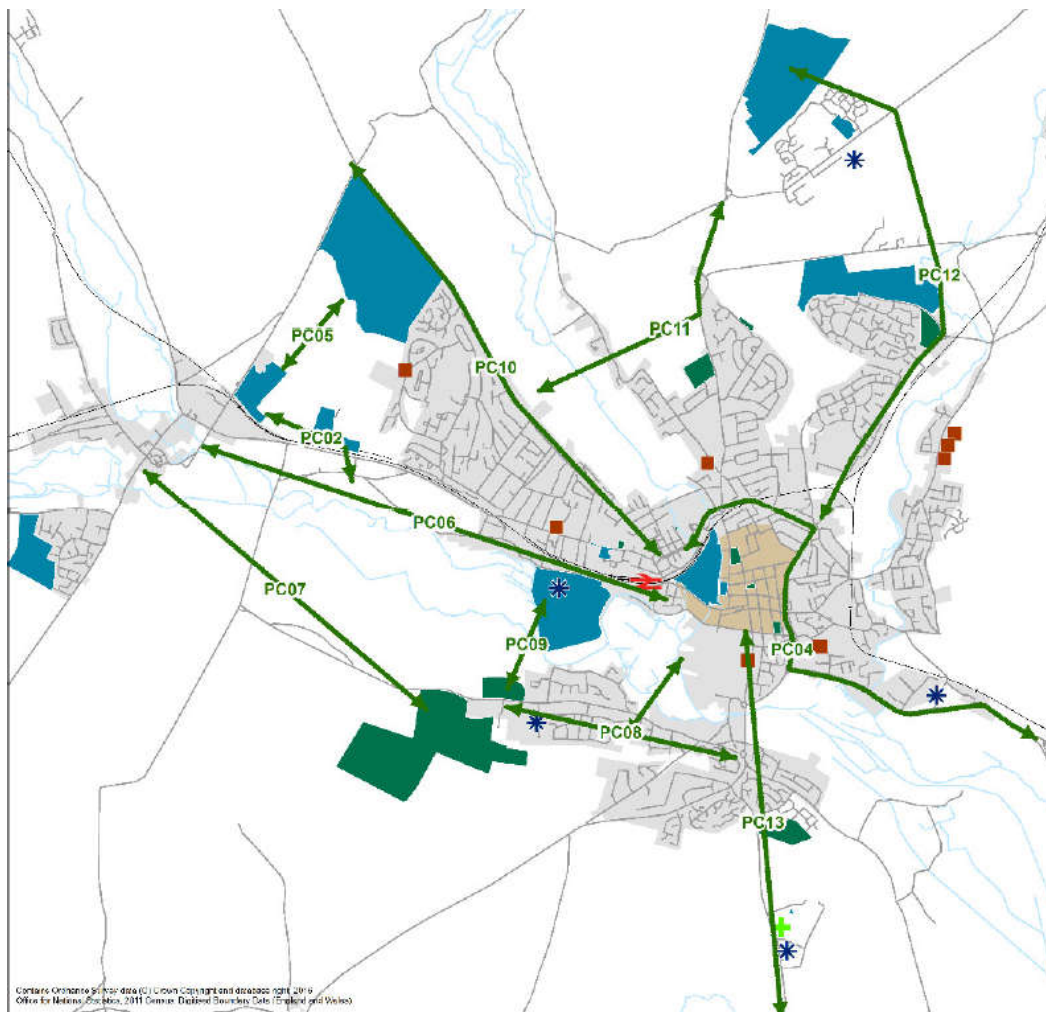 PC12
PC11
PC05
PC10
PC02
PC06
PC07
PC09
PC04
PC08
PC13
Contains Ordnance Survey data (C) Crown Copyright and database right 2016
Office for National Statistics, 2011 Census: Digitised Boundary Data (England and Wales)